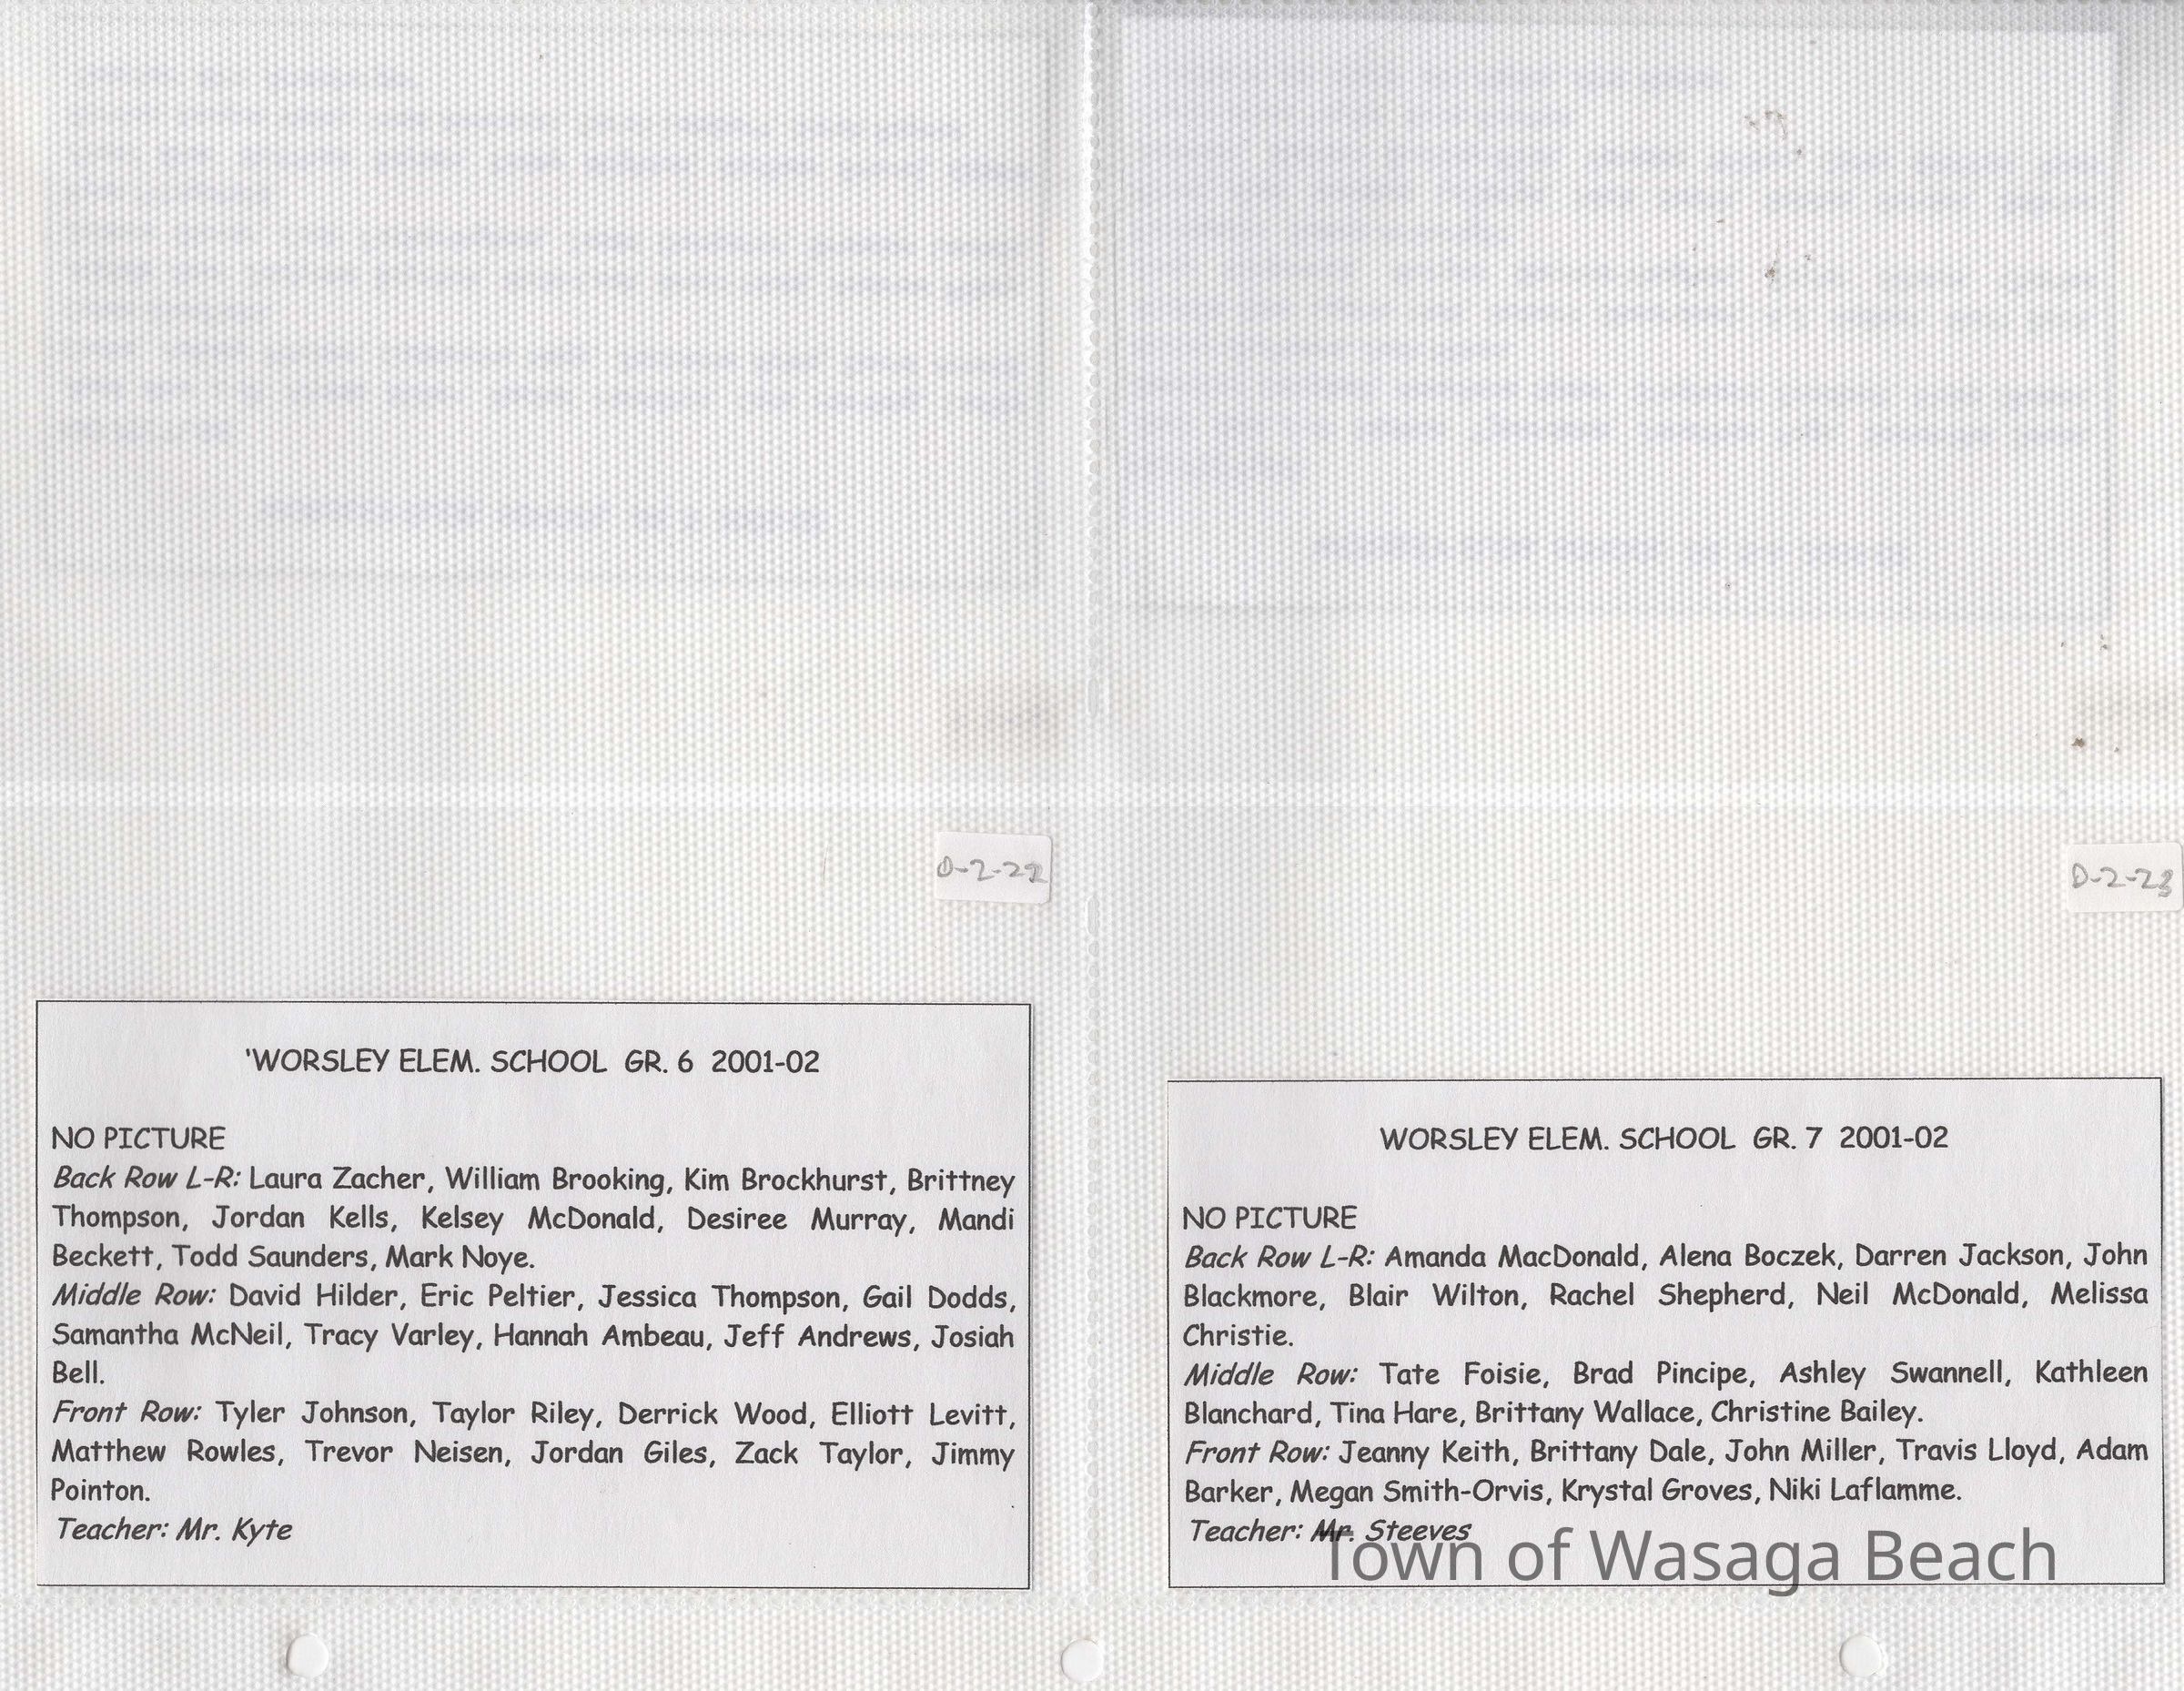 D-2-22
'WORSLEY ELEM. SCHOOL GR. 6 2001-02
NO PICTURE
Back Row L-R: Laura Zacher, William Brooking, Kim Brockhurst, Brittney
Thompson, Jordan Kells, Kelsey McDonald, Desiree Murray, Mandi
Beckett, Todd Saunders, Mark Noye.
Middle Row: David Hilder, Eric Peltier, Jessica Thompson, Gail Dodds,
Samantha McNeil, Tracy Varley, Hannah Ambeau, Jeff Andrews, Josiah
Bell.
Front Row: Tyler Johnson, Taylor Riley, Derrick Wood, Elliott Levitt,
Matthew Rowles, Trevor Neisen, Jordan Giles, Zack Taylor, Jimmy
Pointon.
Teacher: Mr. Kyte
D-2-23
WORSLEY ELEM. SCHOOL GR. 7 2001-02
NO PICTURE
Back Row L-R: Amanda MacDonald, Alena Boczek, Darren Jackson, John
Blackmore, Blair Wilton, Rachel Shepherd, Neil McDonald, Melissa
Christie.
Middle Row: Tate Foisie, Brad Pincipe, Ashley Swannell, Kathleen
Blanchard, Tina Hare, Brittany Wallace, Christine Bailey.
Front Row: Jeanny Keith, Brittany Dale, John Miller, Travis Lloyd, Adam
Barker, Megan Smith-Orvis, Krystal Groves, Niki Laflamme.
Teacher: Mr. Steeves
Town of Wasaga Beach